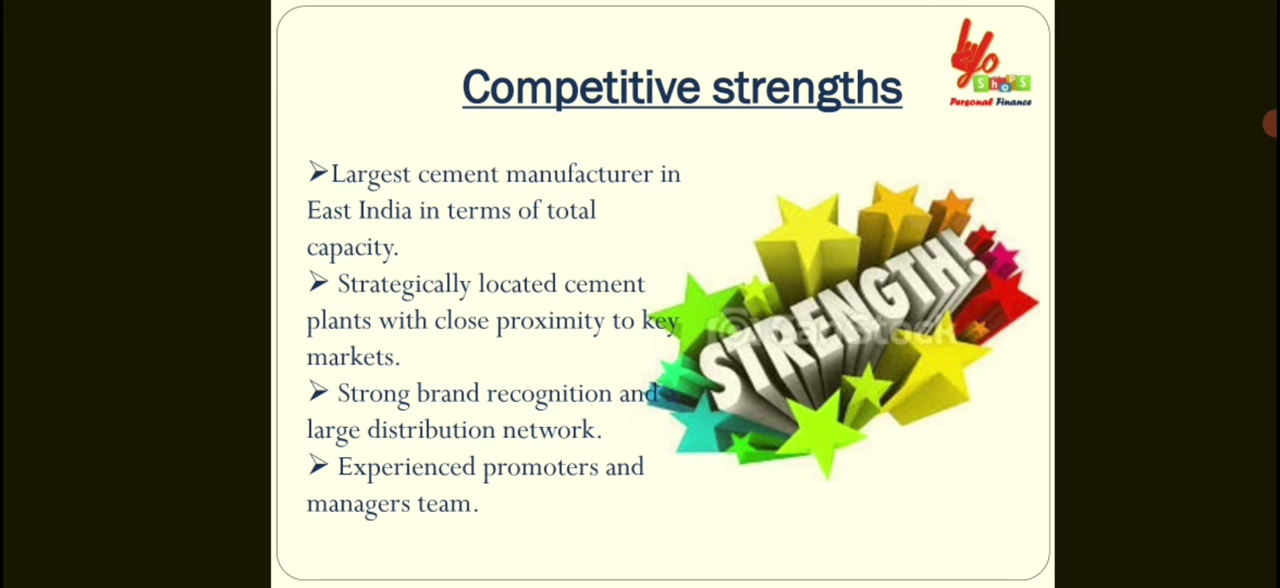 Competitive strengths
Yo
ShOPS
Personal Finance
➢Largest cement manufacturer in
East India in terms of total
capacity.
➢ Strategically located cement
plants with close proximity to key
markets.
➢ Strong brand recognition and
large distribution network.
➢ Experienced promoters and
managers team.
STRENGTH!